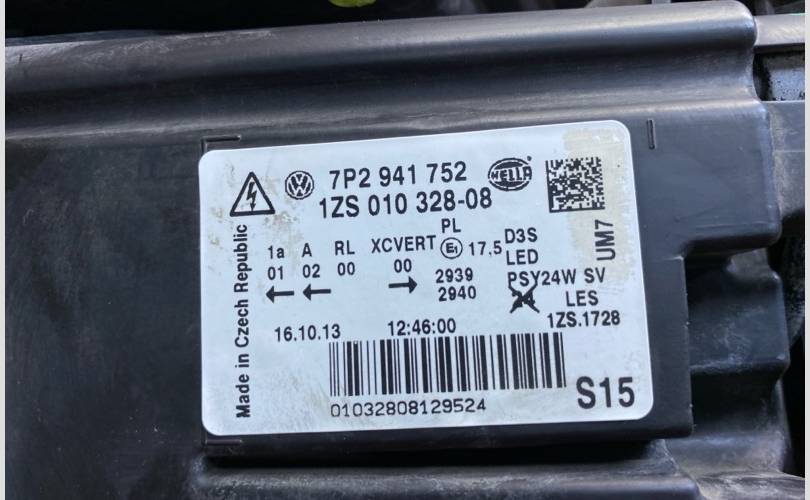 7P2 941 752 HELLA
1ZS 010 328-08
PL
1a A RL XCVERT E1 17,5 D3S
01 02 00 00 LED
2939 PSY24W SV
2940 24 LES
16.10.13 12:46:00 1ZS.1728
01032808129524 S15
Made in Czech Republic
UM7